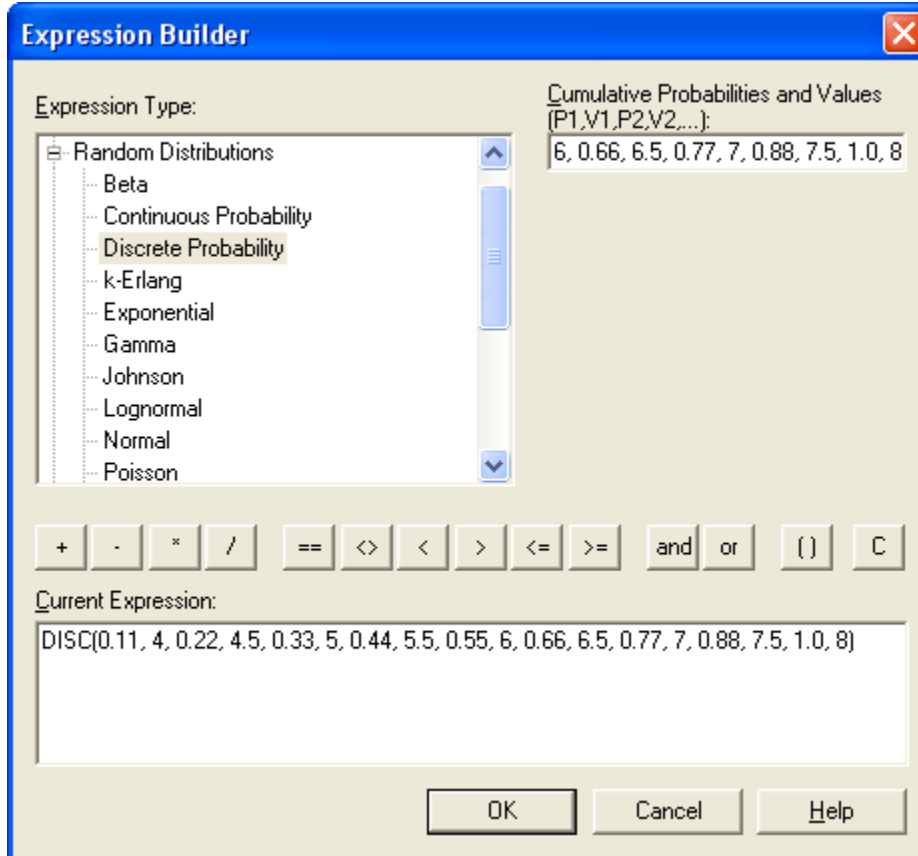 Expression Builder
Expression Type:
Random Distributions
Beta
Continuous Probability
Discrete Probability
k-Erlang
Exponential
Gamma
Johnson
Lognormal
Normal
Poisson
Cumulative Probabilities and Values
(P1,V1,P2,V2,...):
6, 0.66, 6.5, 0.77, 7, 0.88, 7.5, 1.0, 8
+ - * / == <> < > <= >= and or ( ) C
Current Expression:
DISC(0.11, 4, 0.22, 4.5, 0.33, 5, 0.44, 5.5, 0.55, 6, 0.66, 6.5, 0.77, 7, 0.88, 7.5, 1.0, 8)
OK Cancel Help